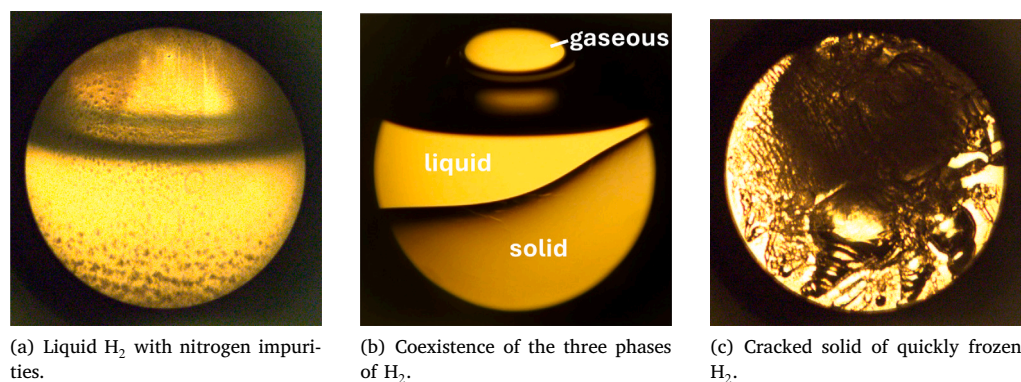 gaseous
liquid
solid
(a) Liquid H₂ with nitrogen impuri-
ties.
(b) Coexistence of the three phases
of H₂.
(c) Cracked solid of quickly frozen
H₂.